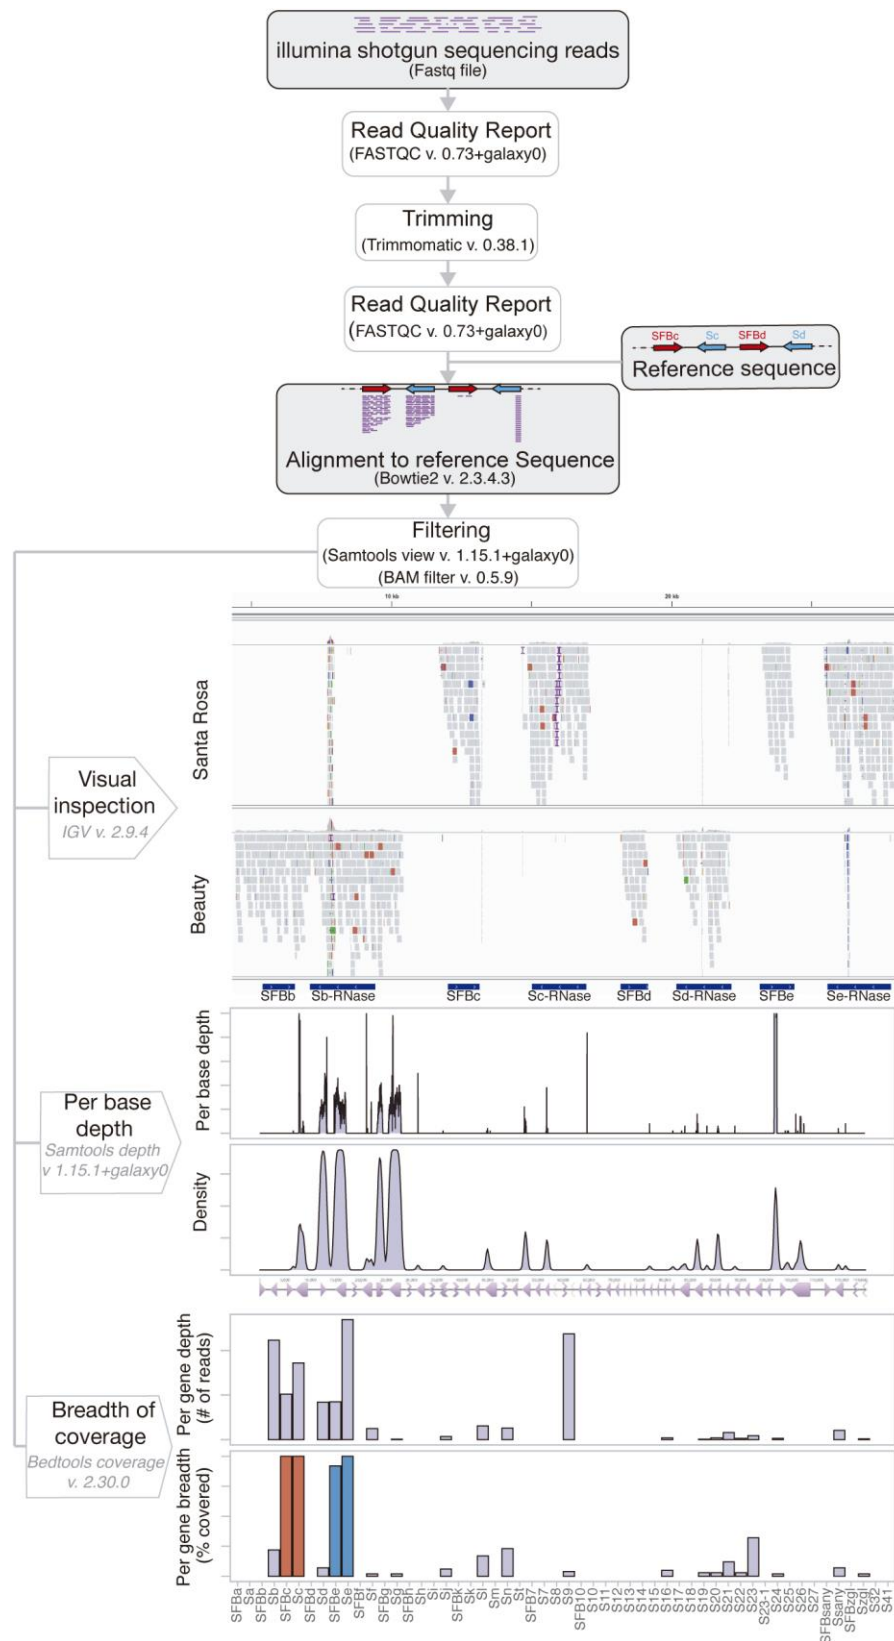 illumina shotgun sequencing reads
(Fastq file)
Read Quality Report
(FASTQC v. 0.73+galaxy0)
Trimming
(Trimmomatic v. 0.38.1)
Read Quality Report
(FASTQC v. 0.73+galaxy0)
SFBc Sc SFBd Sd
Reference sequence
Alignment to reference Sequence
(Bowtie2 v. 2.3.4.3)
Filtering
(Samtools view v. 1.15.1+galaxy0)
(BAM filter v. 0.5.9)
10 kb 20 kb
Santa Rosa
Visual
inspection
IGV v. 2.9.4
Beauty
SFBb Sb-RNase SFBc Sc-RNase SFBd Sd-RNase SFBe Se-RNase
Per base depth
Per base
depth
Samtools depth
v 1.15.1+galaxy0
Density
Per gene depth
(# of reads)
Breadth of
coverage
Bedtools coverage
v. 2.30.0
Per gene breadth
(% covered)
SFBa Sa SFBb Sb SFBc Sc SFBd Sd SFBe Se SFBf Sf SFBg Sg SFBh Sh Si Sj SFBk Sk Sl Sm Sn St SFB7 S7 S8 S9 SFB10 S10 S11 S12 S13 S14 S15 S16 S17 S18 S19 S20 S21 S22 S23 S23-1 S24 S25 S26 S27 SFBsany Ssany SFBzgl Szgl S32 S41